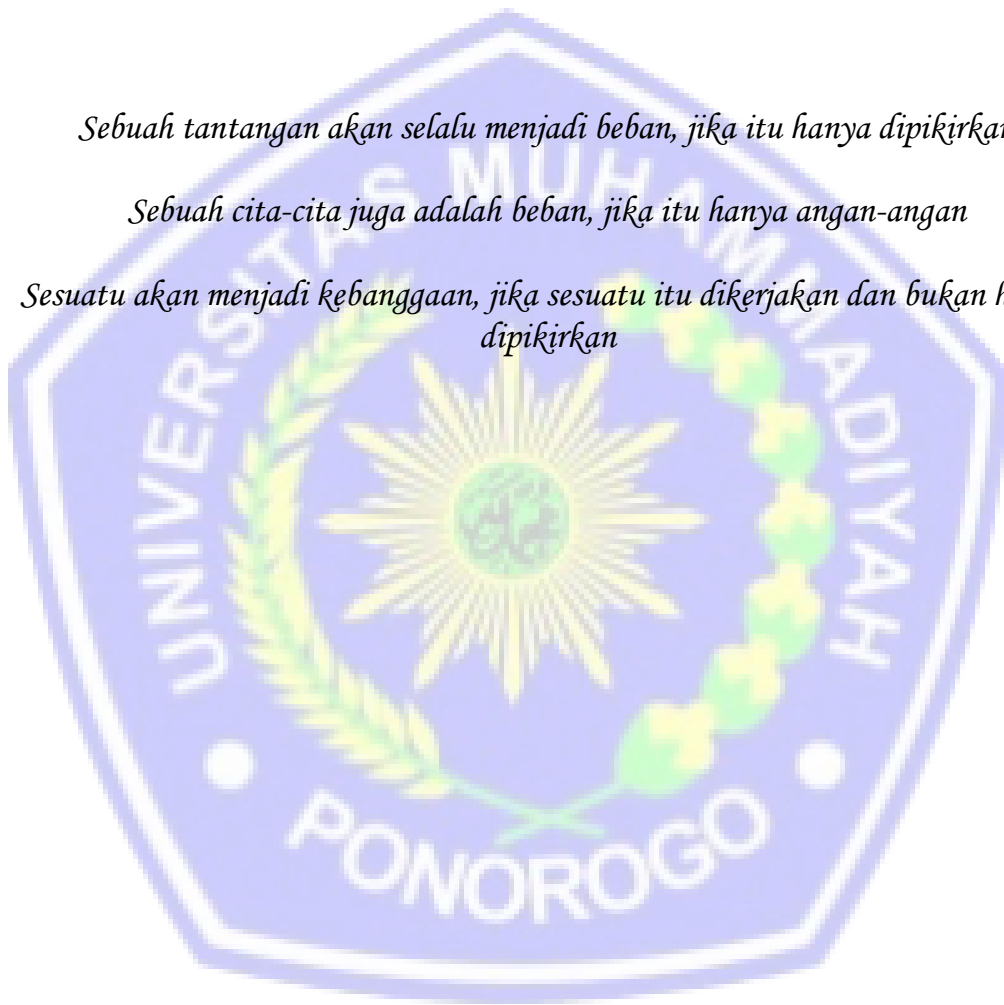 Sebuah tantangan akan selalu menjadi beban, jika itu hanya dipikirkan
Sebuah cita-cita juga adalah beban, jika itu hanya angan-angan
Sesuatu akan menjadi kebanggaan, jika sesuatu itu dikerjakan dan bukan
dipikirkan
UNIVERSITAS MUHAMMADIYAH
PONOROGO